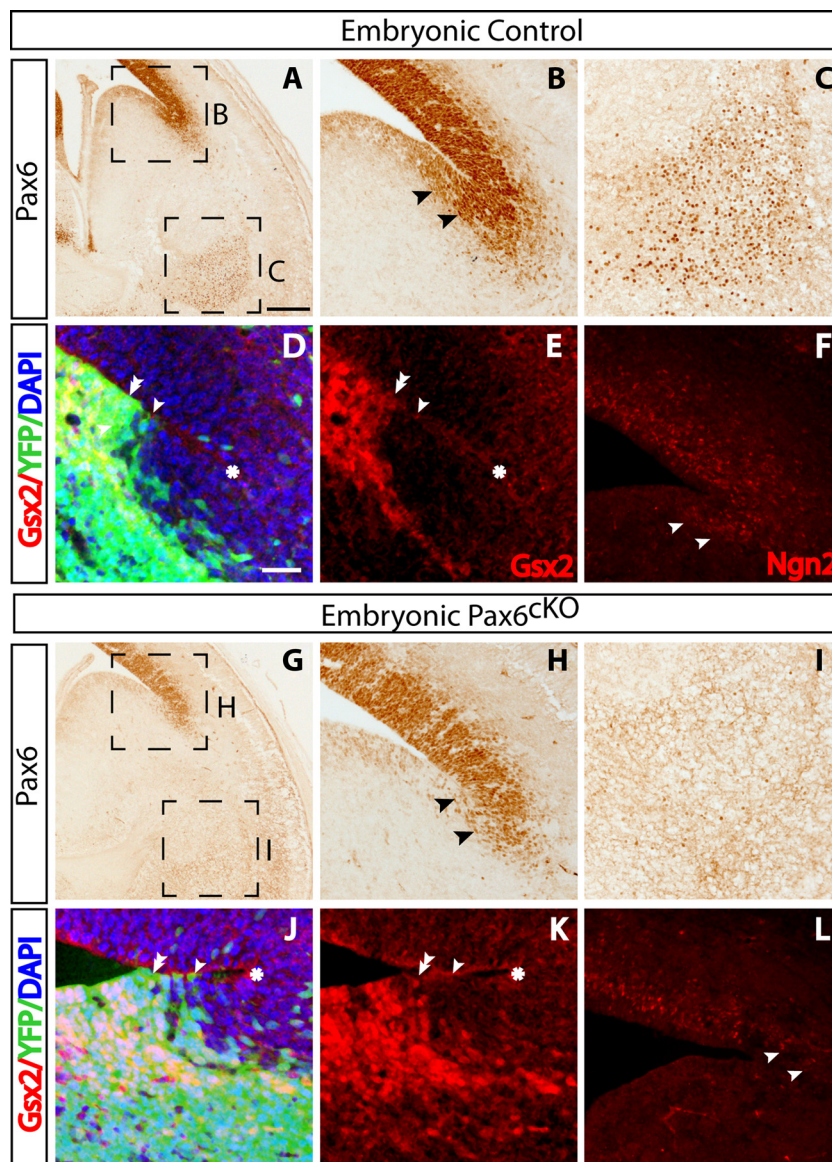 Embryonic Control
Pax6
A
B
B
C
C
Gsx2/YFP/DAPI
D
E
Gsx2
F
Ngn2
Embryonic Pax6cKO
Pax6
G
H
H
I
I
Gsx2/YFP/DAPI
J
K
L